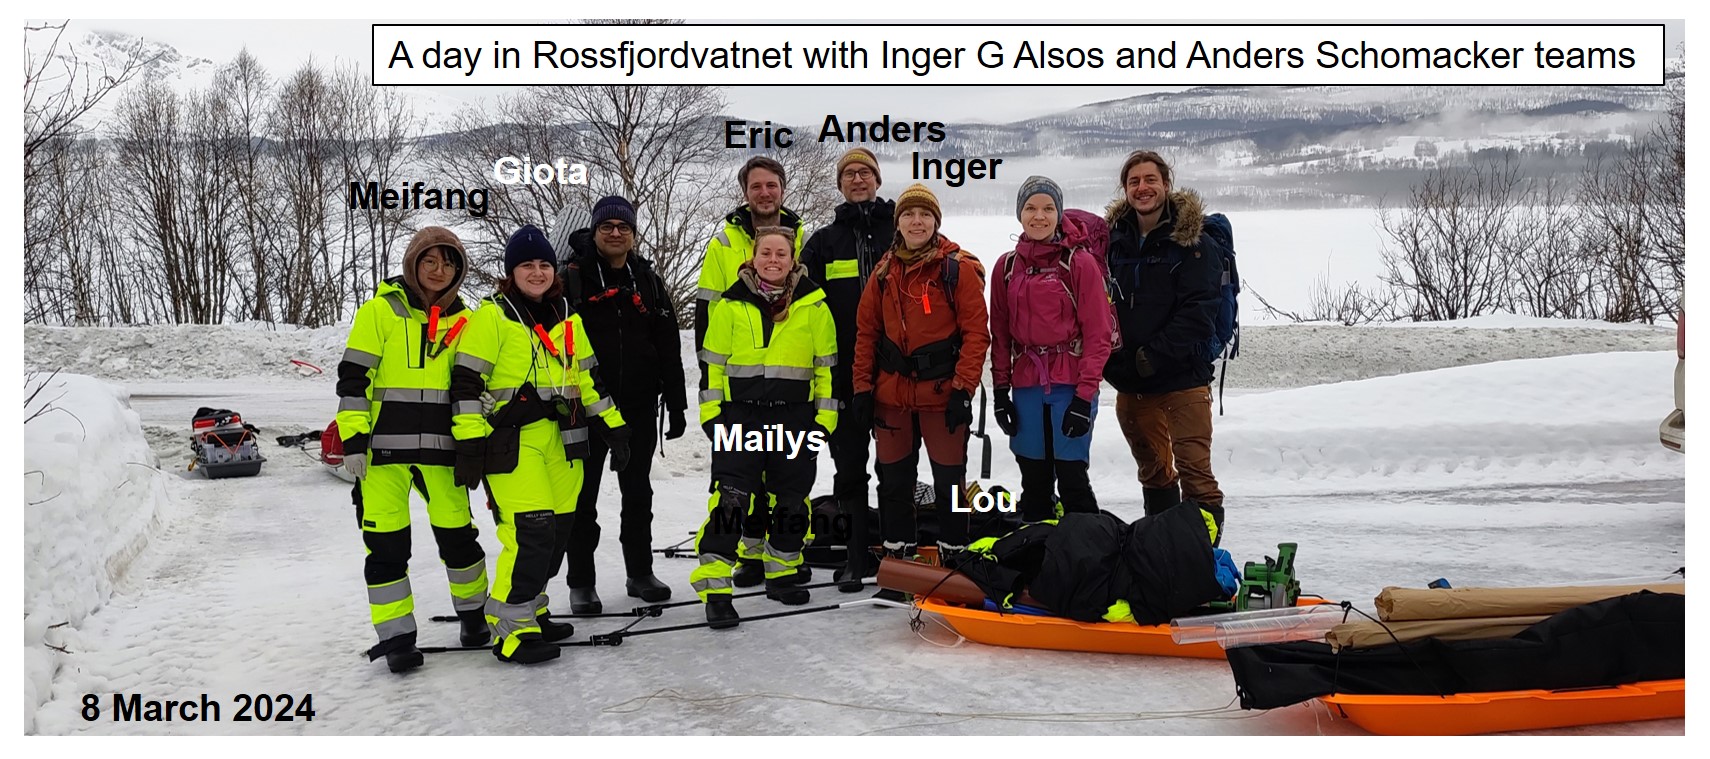 A day in Rossfjordvatnet with Inger G Alsos and Anders Schomacker teams
Eric
Anders
Inger
Giota
Meifang
Maïlys
Lou
Meifang
8 March 2024